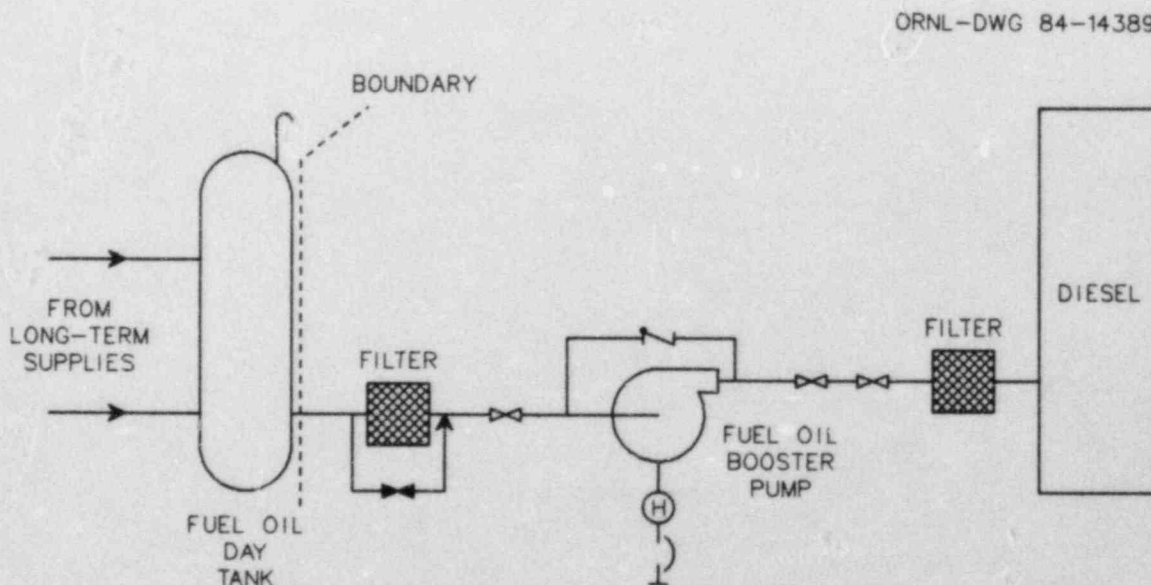 ORNL-DWG 84-14389
BOUNDARY
FROM
LONG-TERM
SUPPLIES
FUEL OIL
DAY
TANK
FILTER
H
FUEL OIL
BOOSTER
PUMP
FILTER
DIESEL